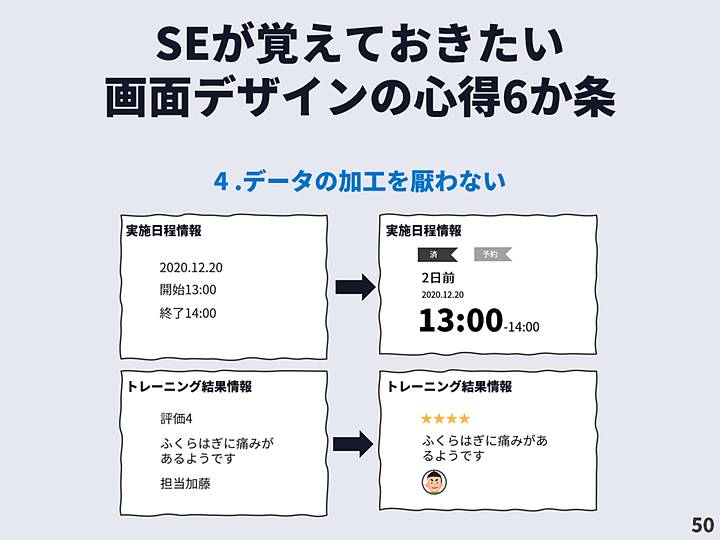 SEが覚えておきたい
画面デザインの心得6か条
4 .データの加工を厭わない
実施日程情報
2020.12.20
開始13:00
終了14:00
実施日程情報
済
予約
2日前
2020.12.20
13:00-14:00
トレーニング結果情報
評価4
ふくらはぎに痛みが
あるようです
担当加藤
トレーニング結果情報
★★★★
ふくらはぎに痛みがあ
るようです
50